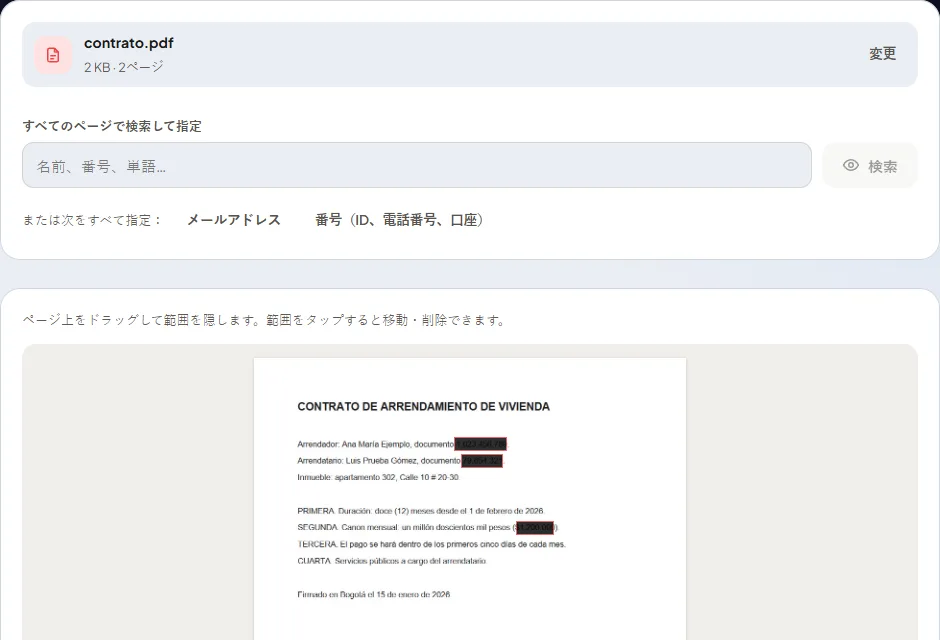 contrato.pdf
2 KB · 2ページ
変更
すべてのページで検索して指定
名前、番号、単語…
検索
または次をすべて指定： メールアドレス 番号（ID、電話番号、口座）
ページ上をドラッグして範囲を隠します。範囲をタップすると移動・削除できます。
CONTRATO DE ARRENDAMIENTO DE VIVIENDA
Arrendador: Ana María Ejemplo, documento
Arrendatario: Luis Prueba Gómez, documento
Inmueble: apartamento 302, Calle 10 # 20-30.
PRIMERA. Duración: doce (12) meses desde el 1 de febrero de 2026.
SEGUNDA. Canon mensual: un millón doscientos mil pesos (
TERCERA. El pago se hará dentro de los primeros cinco días de cada mes.
CUARTA. Servicios públicos a cargo del arrendatario.
Firmado en Bogotá el 15 de enero de 2026.